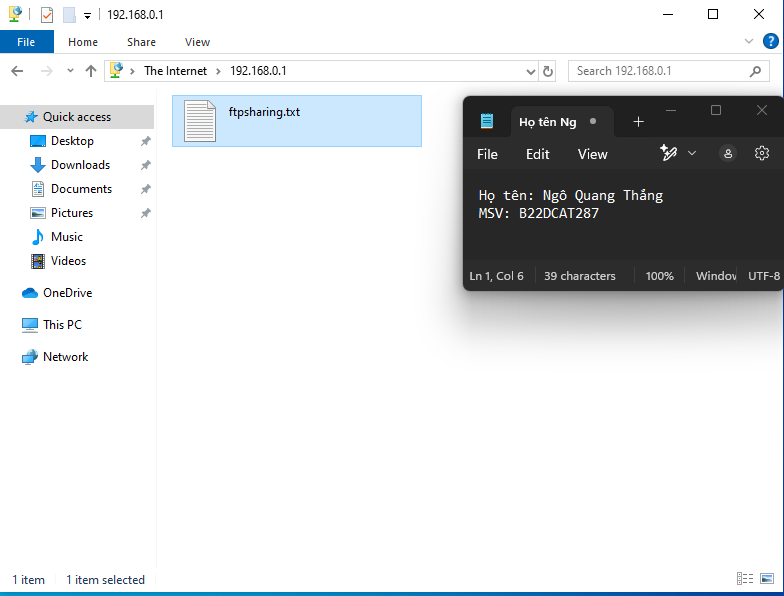 192.168.0.1
File Home Share View
The Internet 192.168.0.1
Search 192.168.0.1
Quick access
Desktop
Downloads
Documents
Pictures
Music
Videos
OneDrive
This PC
Network
ftpsharing.txt
Họ tên Ng
File Edit View
Họ tên: Ngô Quang Thắng
MSV: B22DCAT287
Ln 1, Col 6 39 characters 100% Window UTF-8
1 item 1 item selected